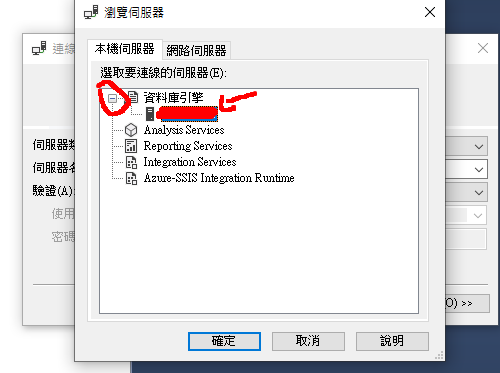 瀏覽伺服器
連線
本機伺服器
網路伺服器
選取要連線的伺服器(E):
資料庫引擎
Analysis Services
Reporting Services
Integration Services
Azure-SSIS Integration Runtime
伺服器類
伺服器名
驗證(A):
使用
密碼
O) >>
確定
取消
說明